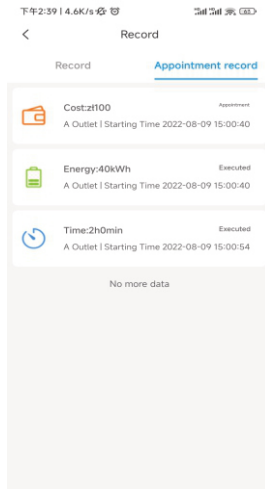 下午2:39 | 4.6K/s
Record
Record
Appointment record
Cost:zł100
Appointment
A Outlet | Starting Time 2022-08-09 15:00:40
Energy:40kWh
Executed
A Outlet | Starting Time 2022-08-09 15:00:40
Time:2h0min
Executed
A Outlet | Starting Time 2022-08-09 15:00:54
No more data